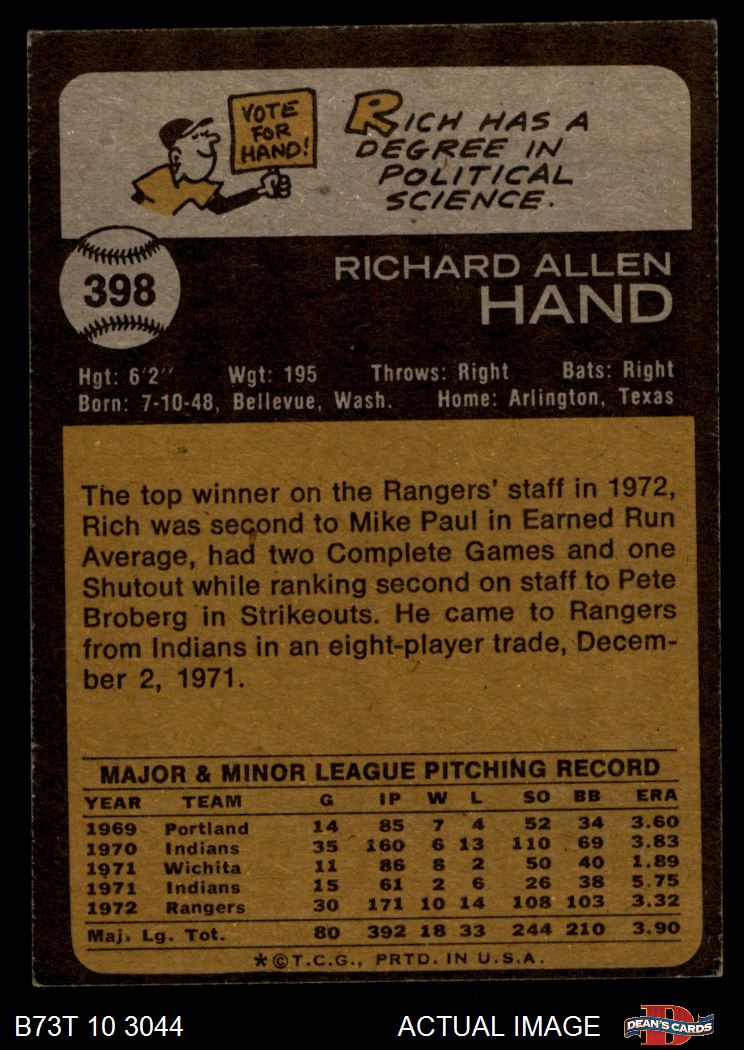 VOTE
FOR
HAND!
RICH HAS A
DEGREE IN
POLITICAL
SCIENCE.
398
RICHARD ALLEN
HAND
Hgt: 6'2" Wgt: 195 Throws: Right Bats: Right
Born: 7-10-48, Bellevue, Wash. Home: Arlington, Texas
The top winner on the Rangers' staff in 1972,
Rich was second to Mike Paul in Earned Run
Average, had two Complete Games and one
Shutout while ranking second on staff to Pete
Broberg in Strikeouts. He came to Rangers
from Indians in an eight-player trade, Decem-
ber 2, 1971.
MAJOR & MINOR LEAGUE PITCHING RECORD
YEAR TEAM G IP W L SO BB ERA
1969 Portland 14 85 7 4 52 34 3.60
1970 Indians 35 160 6 13 110 69 3.83
1971 Wichita 11 86 8 2 50 40 1.89
1971 Indians 15 61 2 6 26 38 5.75
1972 Rangers 30 171 10 14 108 103 3.32
Maj. Lg. Tot. 80 392 18 33 244 210 3.90
*©T.C.G., PRTD. IN U.S.A.
B73T 10 3044 ACTUAL IMAGE DEAN'S CARDS